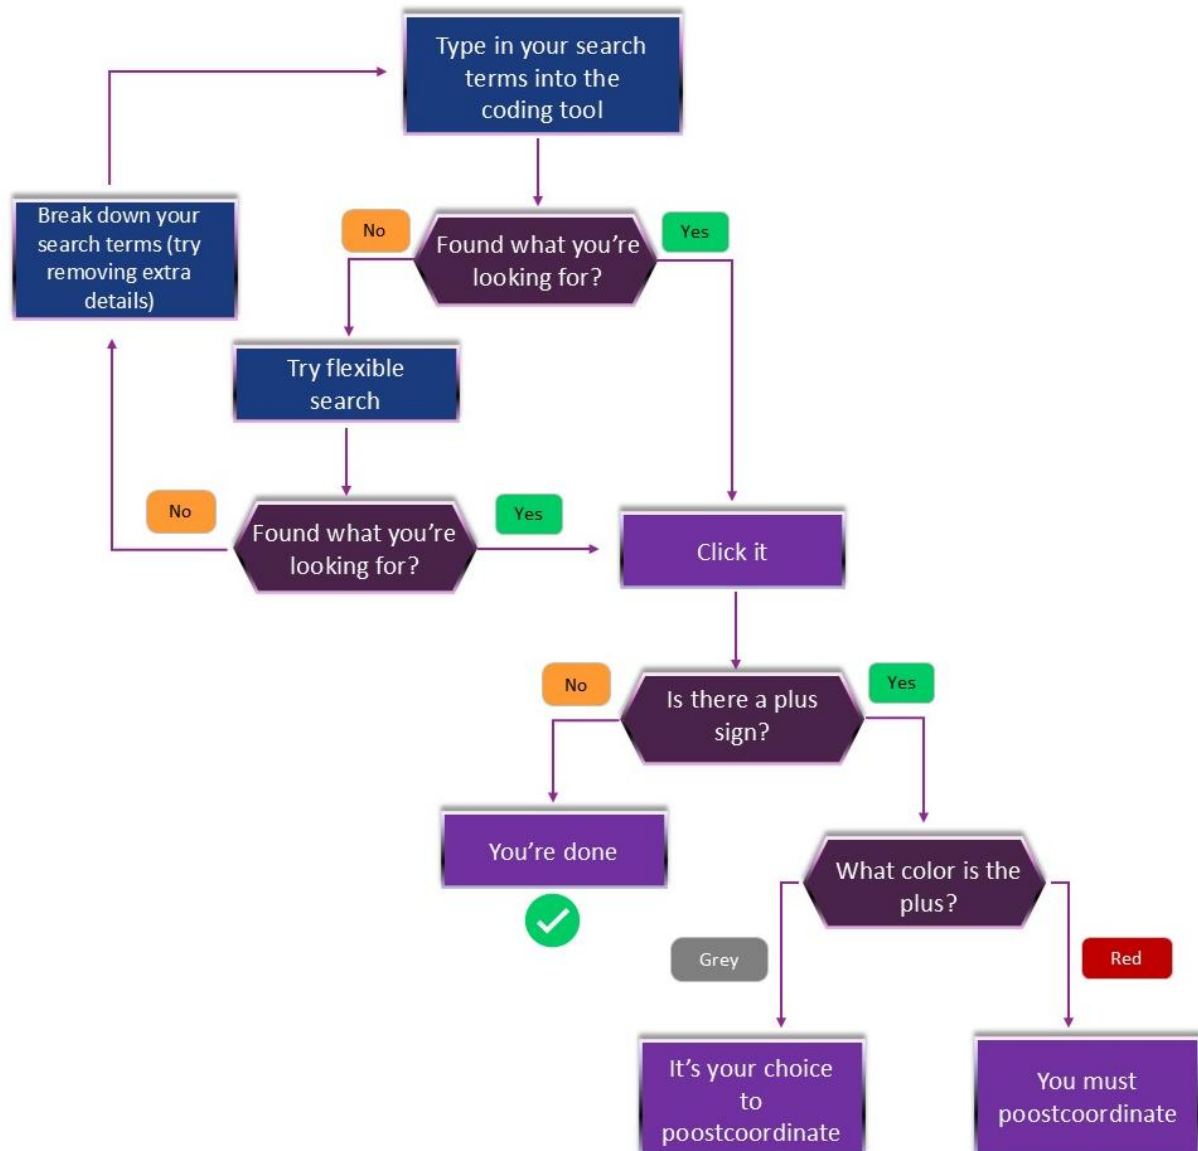 Type in your search
terms into the
coding tool
Break down your
search terms (try
removing extra
details)
No
Found what you're
looking for?
Yes
Try flexible
search
No
Found what you're
looking for?
Yes
Click it
No
Is there a plus
sign?
Yes
You're done
What color is the
plus?
Grey
Red
It's your choice
to
poostcoordinate
You must
poostcoordinate